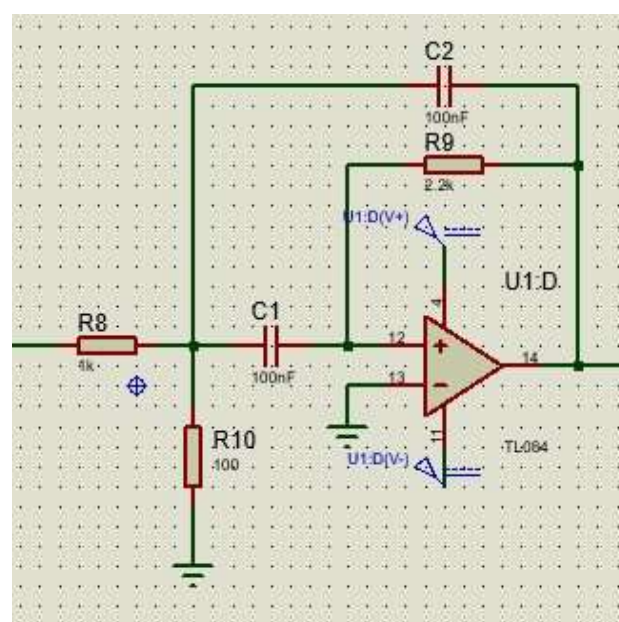 C2
100nF
R9
2.2k
U1:D(V+)
U1:D
4
R8
1k
C1
100nF
12
14
13
R10
100
11
U1:D(V-)
TL084